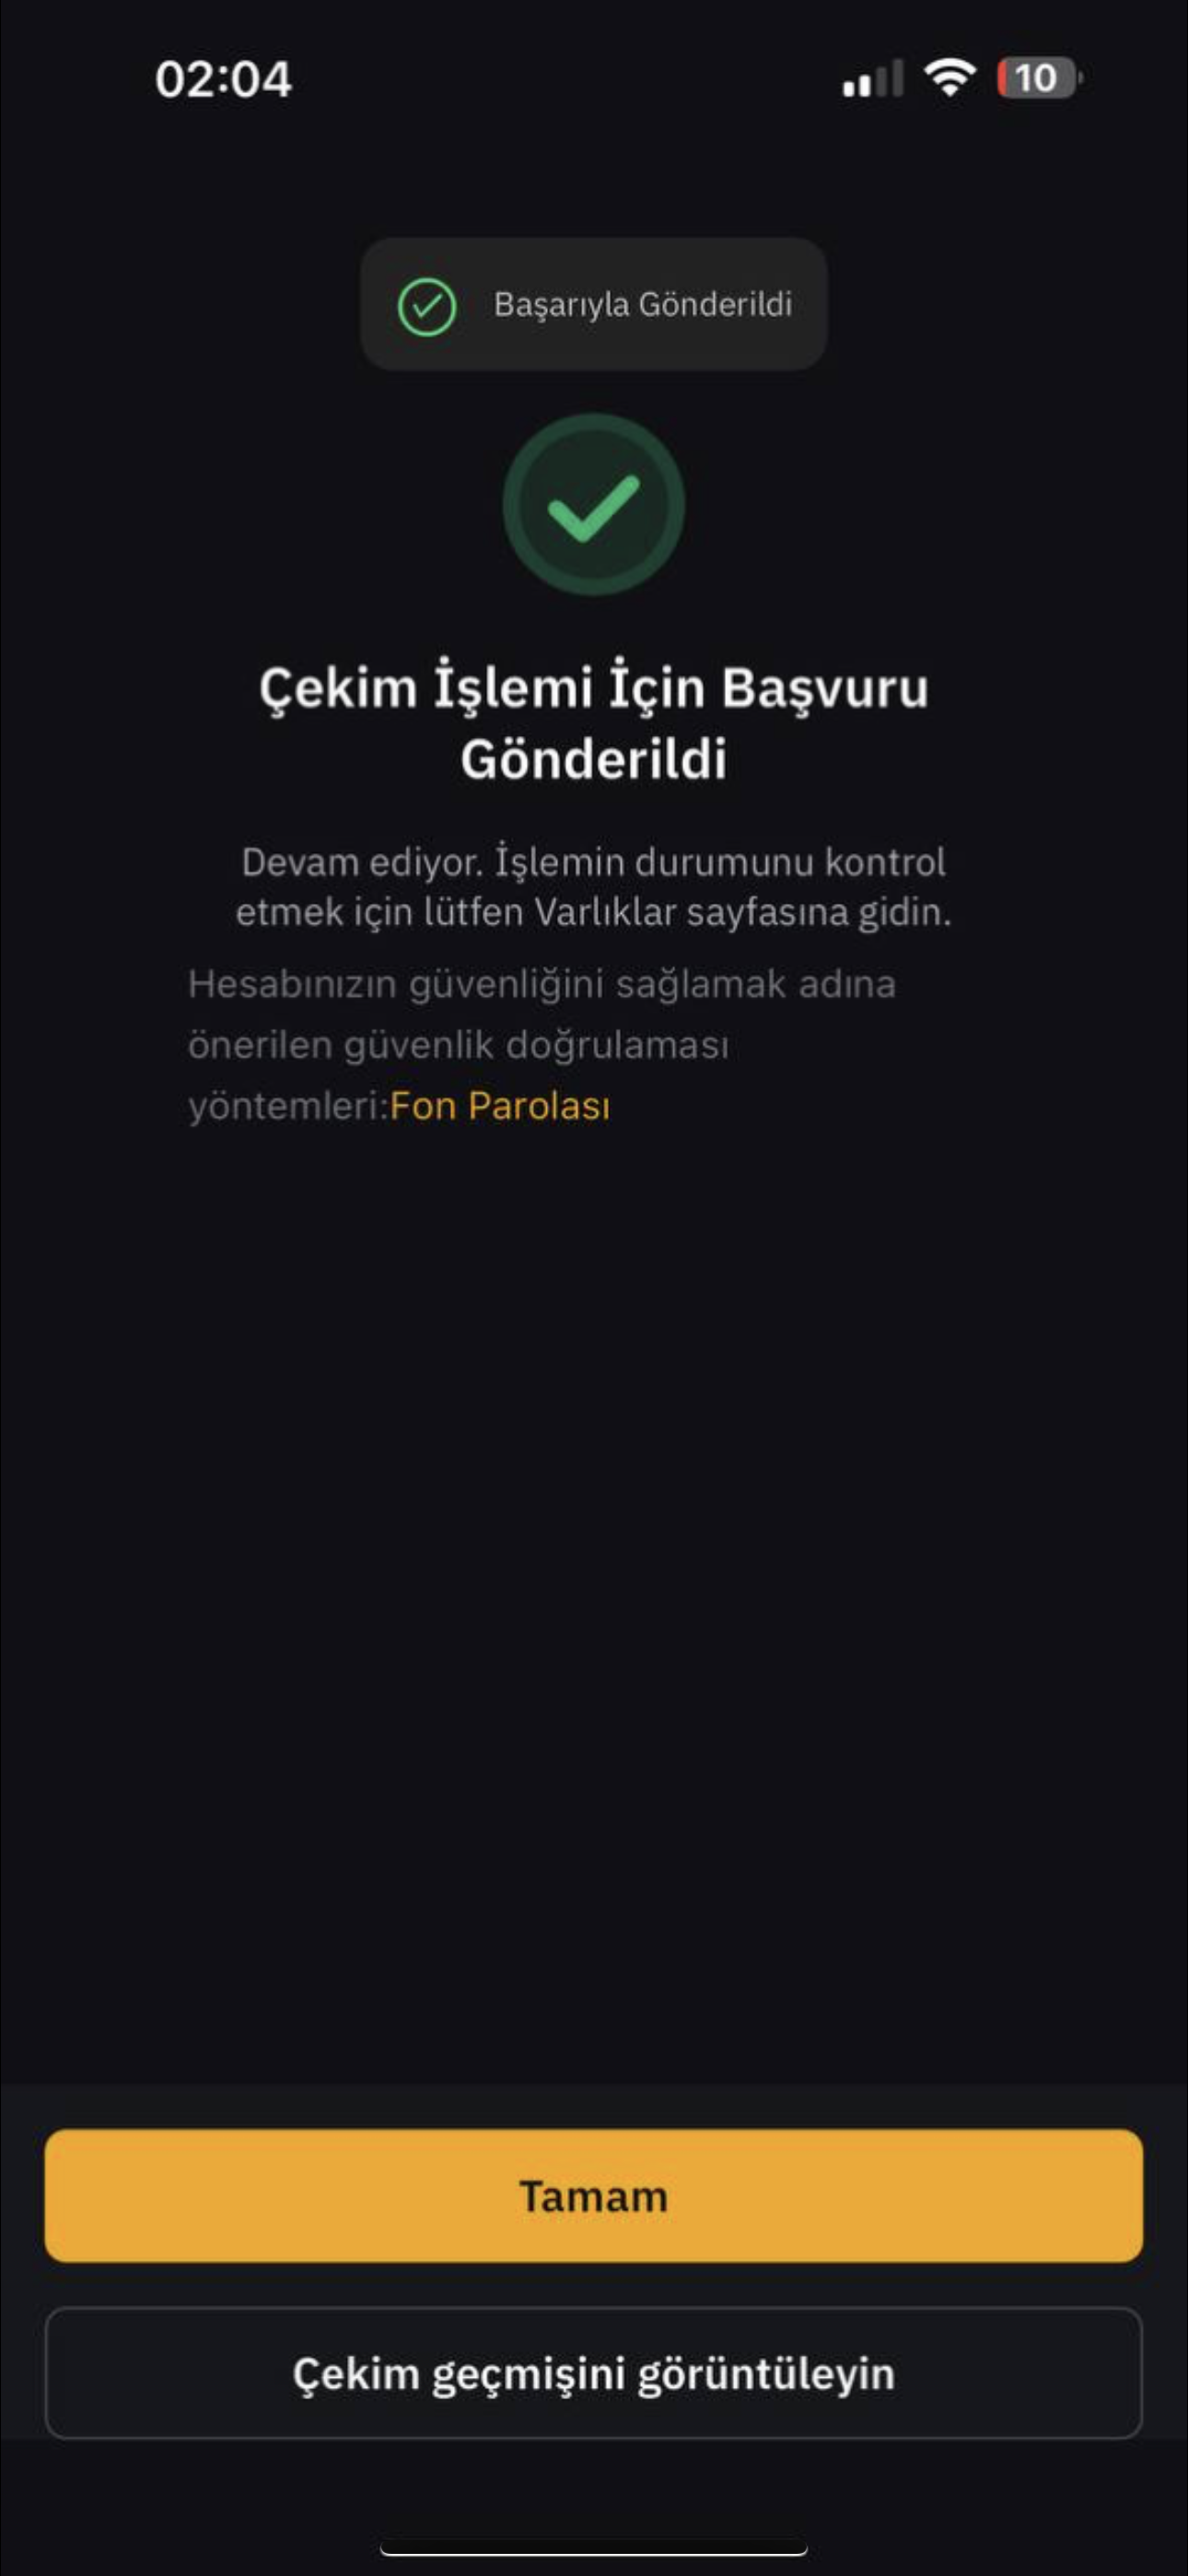 02:04
10
Başarıyla Gönderildi
Çekim İşlemi İçin Başvuru
Gönderildi
Devam ediyor. İşlemin durumunu kontrol
etmek için lütfen Varlıklar sayfasına gidin.
Hesabınızın güvenliğini sağlamak adına
önerilen güvenlik doğrulaması
yöntemleri:Fon Parolası
Tamam
Çekim geçmişini görüntüleyin